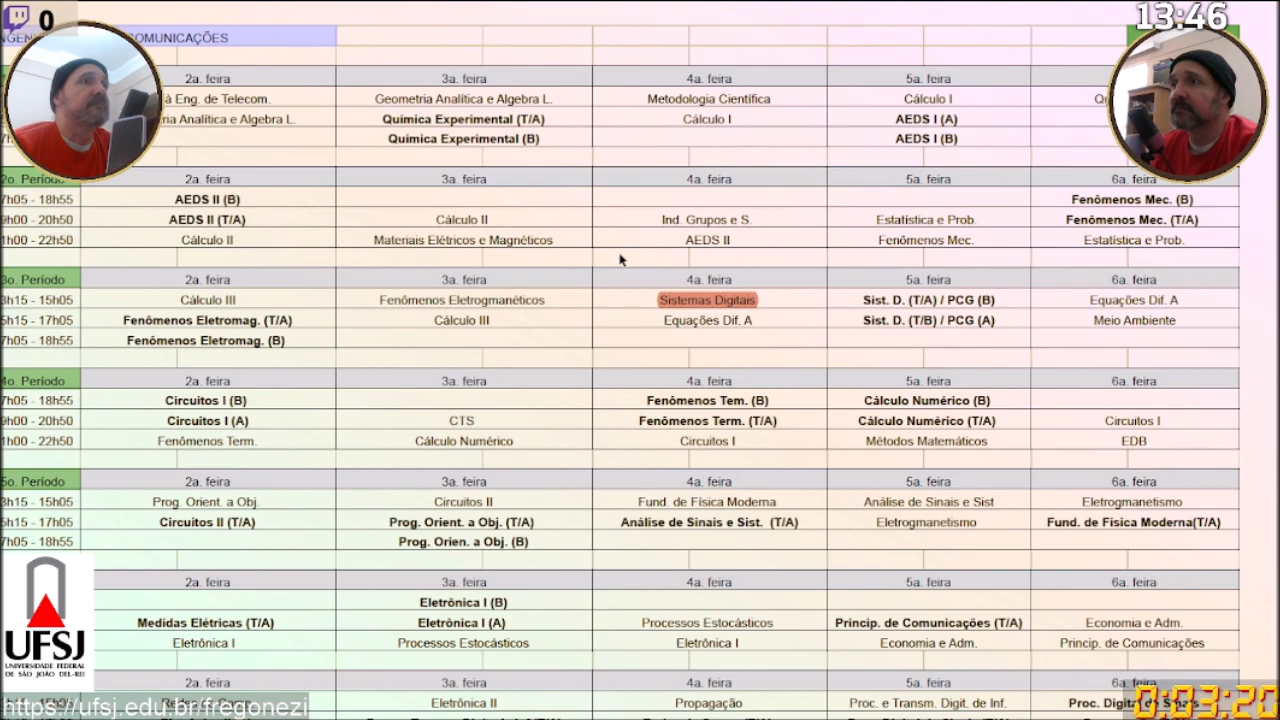 0
13:46
COMUNICAÇÕES
2a. feira 3a. feira 4a. feira 5a. feira
à Eng. de Telecom. Geometria Analítica e Algebra L. Metodologia Científica Cálculo I
ria Analítica e Algebra L. Química Experimental (T/A) Cálculo I AEDS I (A)
Química Experimental (B) AEDS I (B)
2o. Período 2a. feira 3a. feira 4a. feira 5a. feira 6a. feira
7h05 - 18h55 AEDS II (B) Fenômenos Mec. (B)
9h00 - 20h50 AEDS II (T/A) Cálculo II Ind. Grupos e S. Estatística e Prob. Fenômenos Mec. (T/A)
1h00 - 22h50 Cálculo II Materiais Elétricos e Magnéticos AEDS II Fenômenos Mec. Estatística e Prob.
3o. Período 2a. feira 3a. feira 4a. feira 5a. feira 6a. feira
3h15 - 15h05 Cálculo III Fenômenos Eletrogmanéticos Sistemas Digitais Sist. D. (T/A) / PCG (B) Equações Dif. A
5h15 - 17h05 Fenômenos Eletromag. (T/A) Cálculo III Equações Dif. A Sist. D. (T/B) / PCG (A) Meio Ambiente
7h05 - 18h55 Fenômenos Eletromag. (B)
4o. Período 2a. feira 3a. feira 4a. feira 5a. feira 6a. feira
7h05 - 18h55 Circuitos I (B) Fenômenos Tem. (B) Cálculo Numérico (B)
9h00 - 20h50 Circuitos I (A) CTS Fenômenos Term. (T/A) Cálculo Numérico (T/A) Circuitos I
1h00 - 22h50 Fenômenos Term. Cálculo Numérico Circuitos I Métodos Matemáticos EDB
5o. Período 2a. feira 3a. feira 4a. feira 5a. feira 6a. feira
3h15 - 15h05 Prog. Orient. a Obj. Circuitos II Fund. de Física Moderna Análise de Sinais e Sist Eletrogmanetismo
5h15 - 17h05 Circuitos II (T/A) Prog. Orient. a Obj. (T/A) Análise de Sinais e Sist. (T/A) Eletrogmanetismo Fund. de Física Moderna(T/A)
7h05 - 18h55 Prog. Orien. a Obj. (B)
2a. feira 3a. feira 4a. feira 5a. feira 6a. feira
Eletrônica I (B)
Medidas Elétricas (T/A) Eletrônica I (A) Processos Estocásticos Princip. de Comunicações (T/A) Economia e Adm.
Eletrônica I Processos Estocásticos Eletrônica I Economia e Adm. Princip. de Comunicações
UFSJ
UNIVERSIDADE FEDERAL
DE SÃO JOÃO DEL-REI
2a. feira 3a. feira 4a. feira 5a. feira 6a. feira
Eletrônica II Propagação Proc. e Transm. Digit. de Inf. Proc. Digital de Sinais
https://ufsj.edu.br/fregonezi
0:03:20